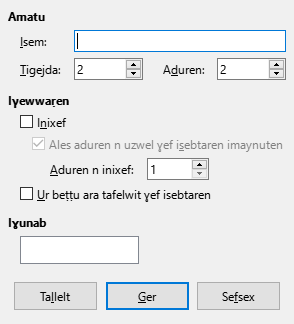 Amatu
Isem:
Tigejda: 2 Aduren: 2
Iɣewwaṛen
Inixef
Ales aduren n uzwel ɣef isebtaren imaynuten
Aduren n inixef: 1
Ur beṭṭu ara tafelwit ɣef isebtaren
Iɣunab
Tallelt Ger Sefsex